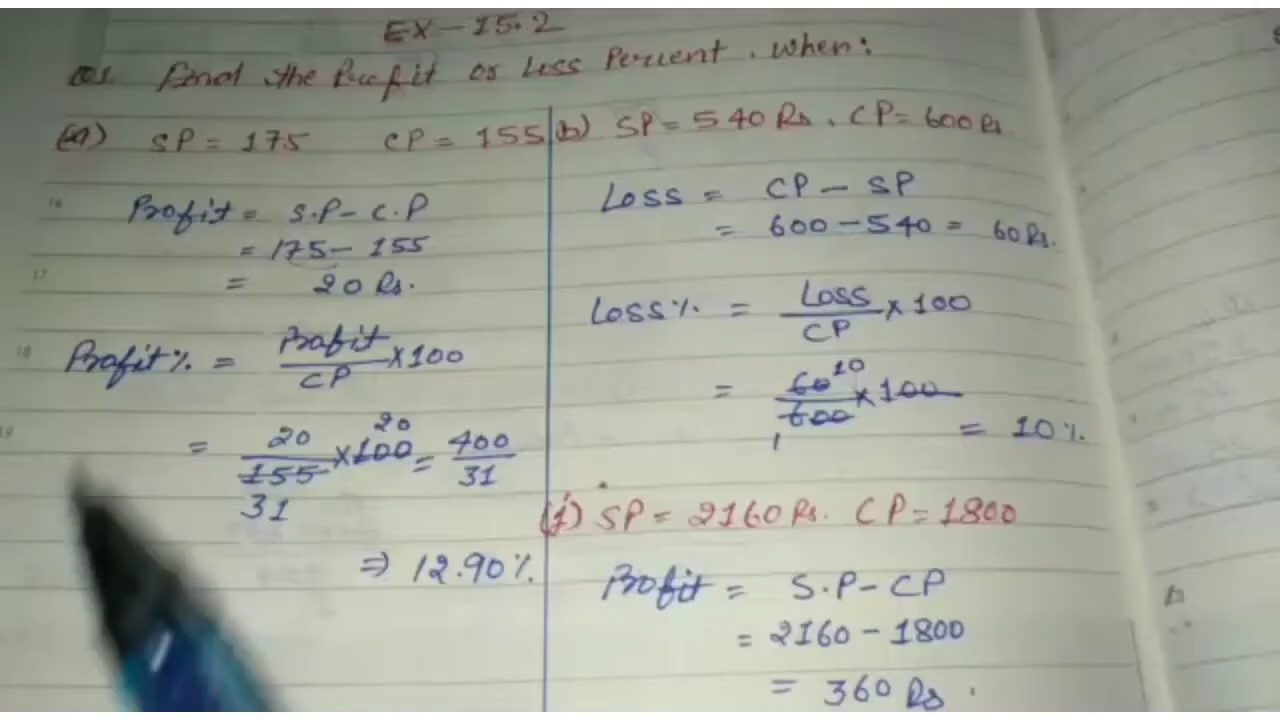 EX-15.2
Q1. Find the Profit or Loss Percent. When:
(a) SP = 175 CP = 155
Profit = S.P - C.P
= 175 - 155
= 20 Rs.
Profit% = Profit/CP × 100
= 20/155 × 100 = 400/31
20
31
⇒ 12.90%
(b) SP = 540 Rs. CP = 600 Rs
Loss = CP - SP
= 600 - 540 = 60 Rs.
Loss% = Loss/CP × 100
= 60/600 × 100
10
1
= 10%
(j) SP = 2160 Rs. CP = 1800
Profit = S.P - CP
= 2160 - 1800
= 360 Rs.